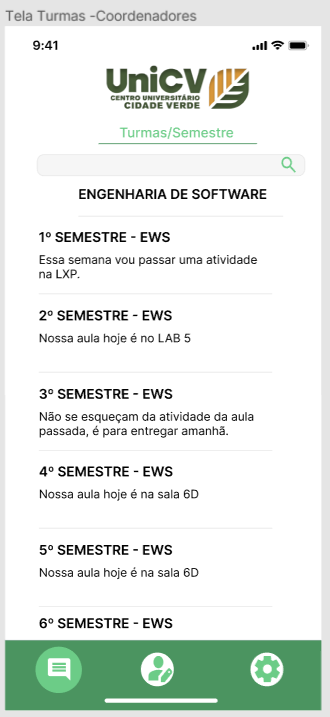 Tela Turmas -Coordenadores
9:41
UniCV
CENTRO UNIVERSITÁRIO
CIDADE VERDE
Turmas/Semestre
ENGENHARIA DE SOFTWARE
1º SEMESTRE - EWS
Essa semana vou passar uma atividade
na LXP.
2º SEMESTRE - EWS
Nossa aula hoje é no LAB 5
3º SEMESTRE - EWS
Não se esqueçam da atividade da aula
passada, é para entregar amanhã.
4º SEMESTRE - EWS
Nossa aula hoje é na sala 6D
5º SEMESTRE - EWS
Nossa aula hoje é na sala 6D
6º SEMESTRE - EWS